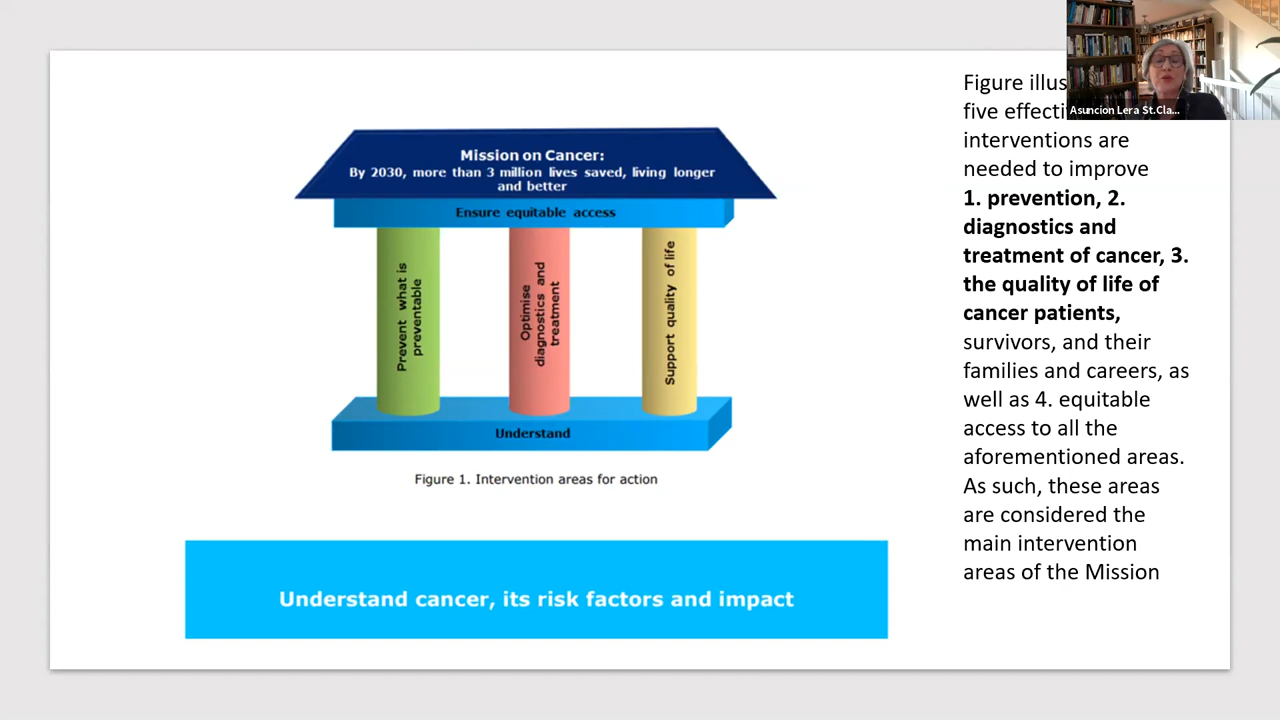 Mission on Cancer:
By 2030, more than 3 million lives saved, living longer
and better
Ensure equitable access
Prevent what is
preventable
Optimise
diagnostics and
treatment
Support quality of life
Understand
Figure 1. Intervention areas for action
Understand cancer, its risk factors and impact
Figure
five
interventions are
needed to improve
1. prevention, 2.
diagnostics and
treatment of cancer, 3.
the quality of life of
cancer patients,
survivors, and their
families and careers, as
well as 4. equitable
access to all the
aforementioned areas.
As such, these areas
are considered the
main intervention
areas of the Mission
Asuncion Lera St.Cla...